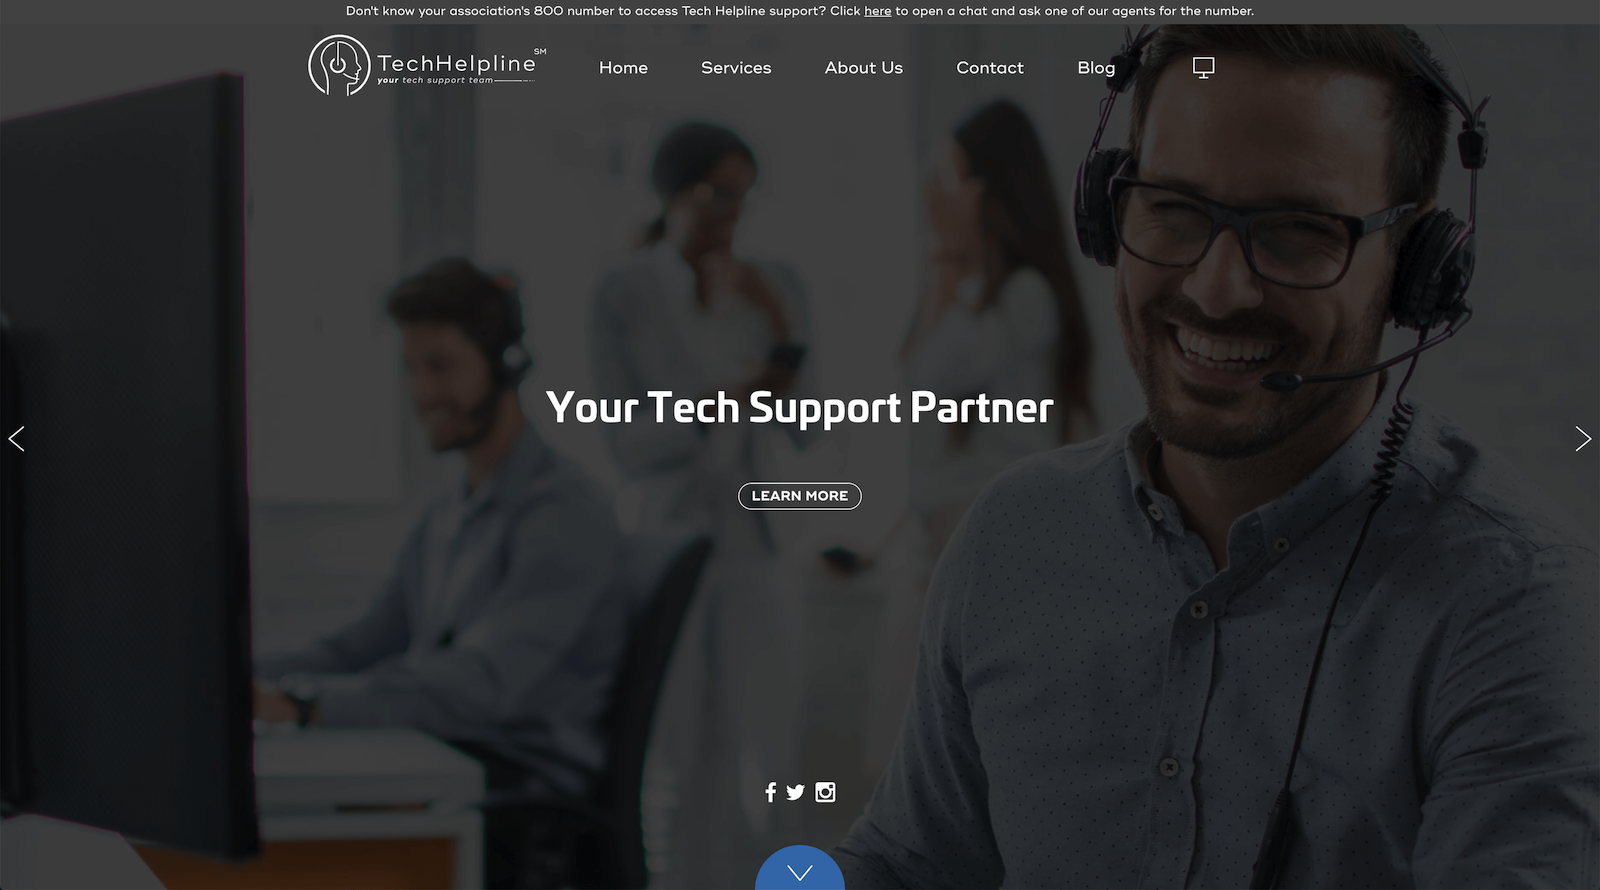 Don't know your association's 800 number to access Tech Helpline support? Click here to open a chat and ask one of our agents for the number.
TechHelpline SM
your tech support team
Home Services About Us Contact Blog
Your Tech Support Partner
LEARN MORE